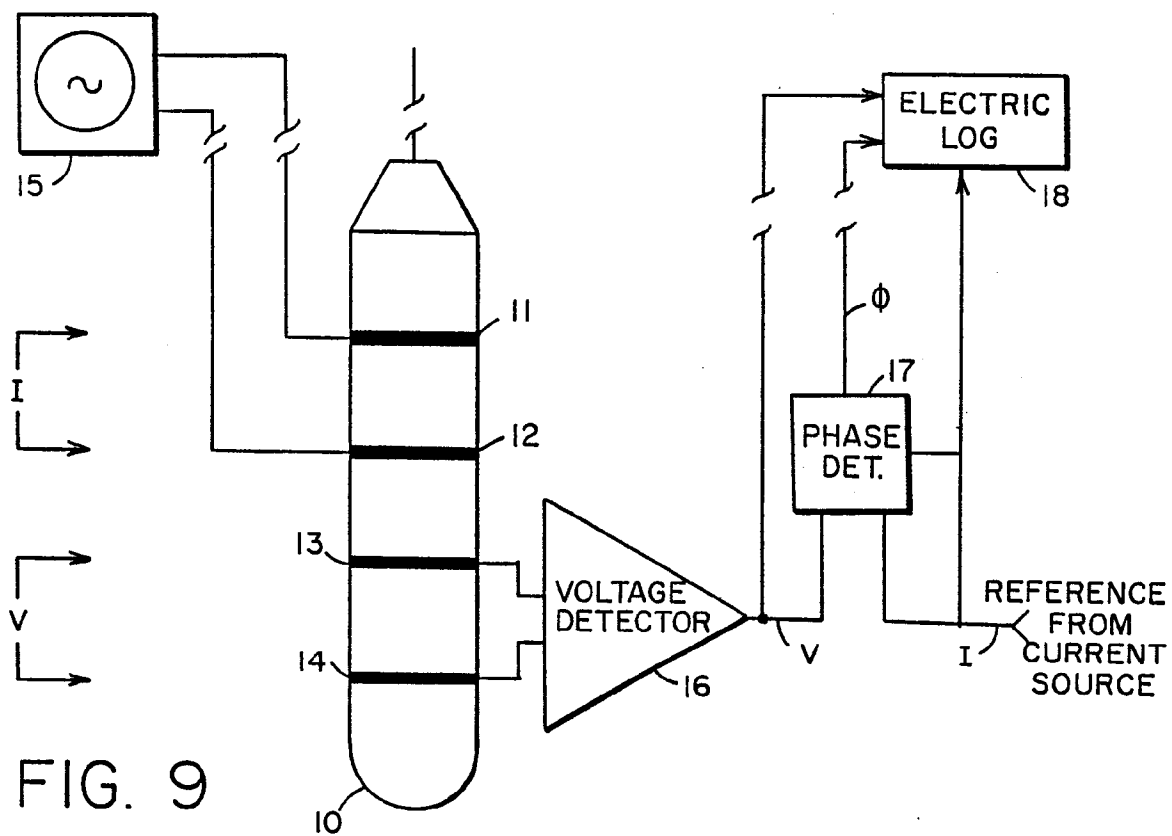 ~
15
ELECTRIC
LOG
18
11
I
12
Φ
17
PHASE
DET.
13
VOLTAGE
DETECTOR
V
14
16
V
I
REFERENCE
FROM
CURRENT
SOURCE
10
FIG. 9